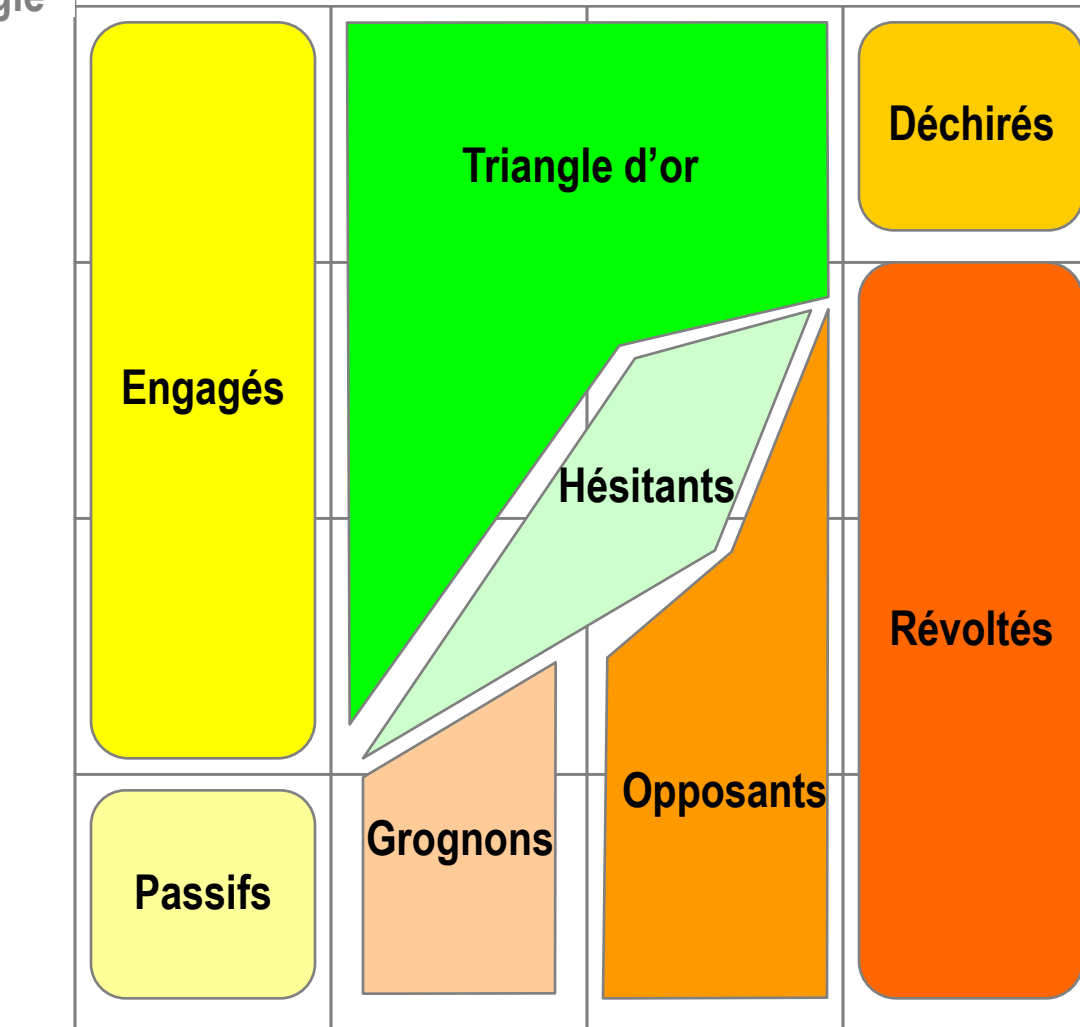 Déchirés
Triangle d’or
Engagés
Hésitants
Révoltés
Opposants
Grognons
Passifs